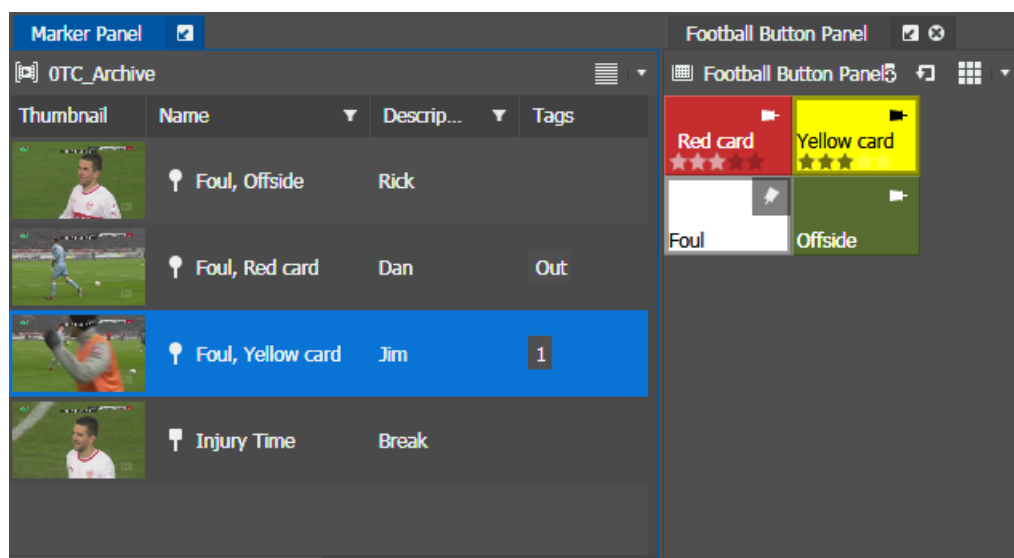 Marker Panel
Football Button Panel
0TC_Archive
Football Button Panel
Thumbnail Name Descrip... Tags
Red card
Yellow card
Foul, Offside Rick
Foul
Offside
Foul, Red card Dan Out
Foul, Yellow card Jim 1
Injury Time Break